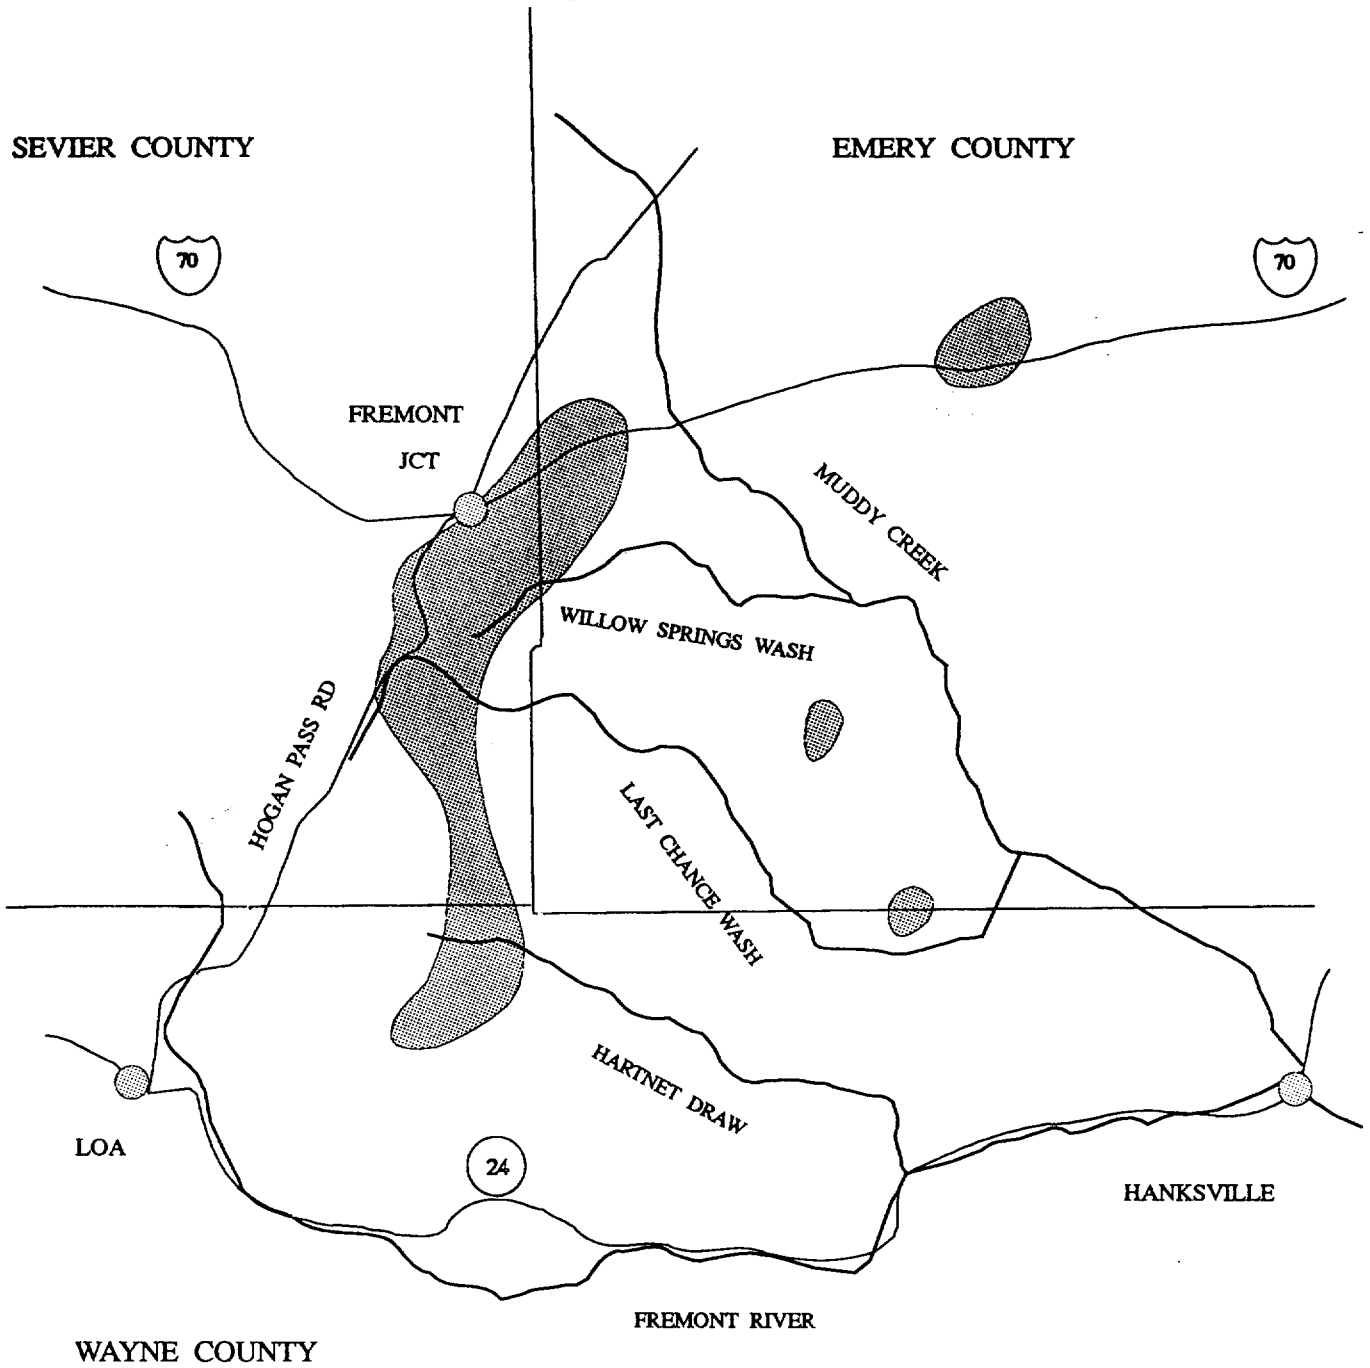 SEVIER COUNTY
EMERY COUNTY
70
70
FREMONT
JCT
MUDDY CREEK
WILLOW SPRINGS WASH
HOGAN PASS RD
LAST CHANCE WASH
HARTNET DRAW
LOA
24
HANKSVILLE
FREMONT RIVER
WAYNE COUNTY